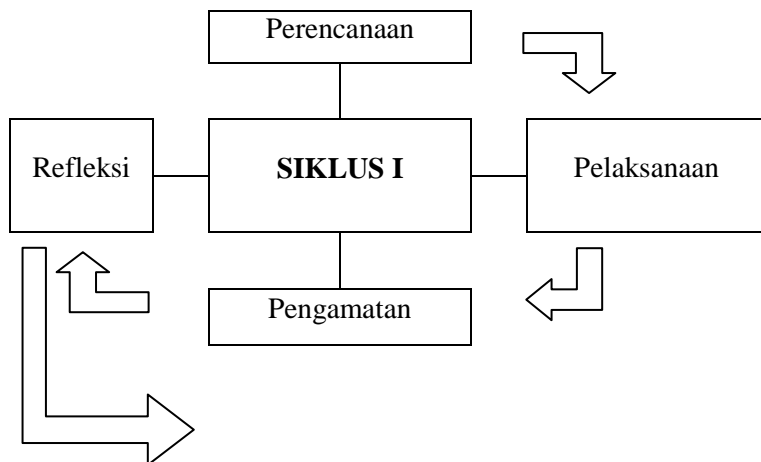 Perencanaan
Refleksi
SIKLUS I
Pelaksanaan
Pengamatan